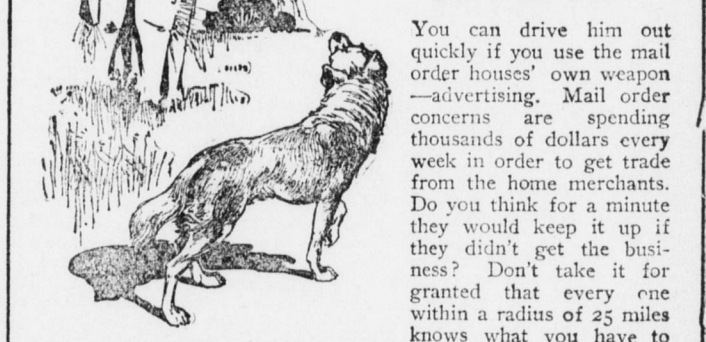 You can drive him out
quickly if you use the mail
order houses' own weapon
—advertising. Mail order
concerns are spending
thousands of dollars every
week in order to get trade
from the home merchants.
Do you think for a minute
they would keep it up if
they didn't get the busi-
ness? Don't take it for
granted that every one
within a radius of 25 miles
knows what you have to